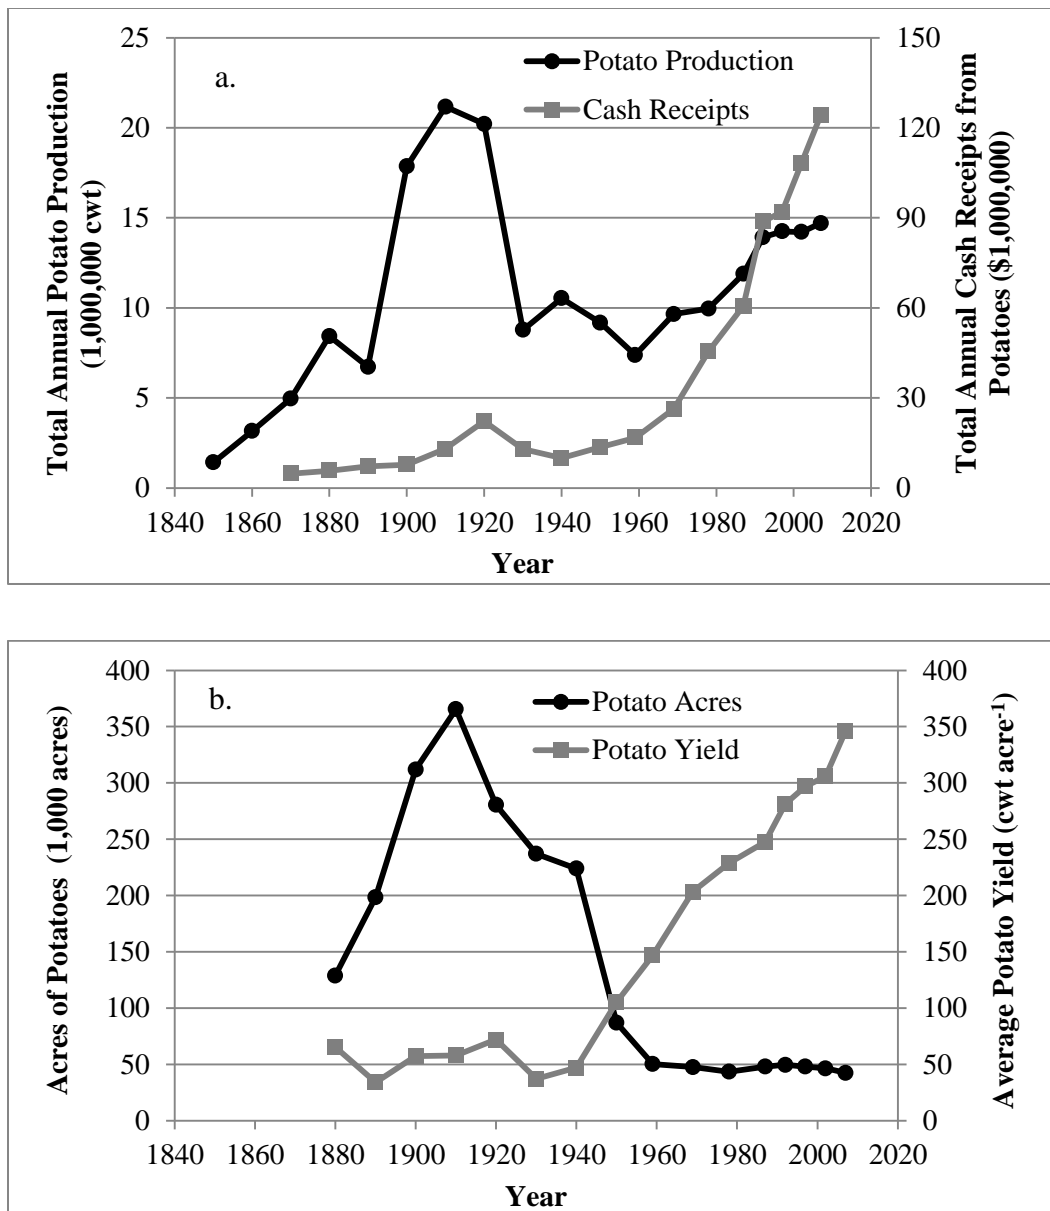 a.
Potato Production
Cash Receipts
Total Annual Potato Production
(1,000,000 cwt)
25
20
15
10
5
0
150
120
90
60
30
0
Total Annual Cash Receipts from
Potatoes ($1,000,000)
1840 1860 1880 1900 1920 1940 1960 1980 2000 2020
Year
b.
Potato Acres
Potato Yield
Acres of Potatoes (1,000 acres)
400
350
300
250
200
150
100
50
0
400
350
300
250
200
150
100
50
0
Average Potato Yield (cwt acre⁻¹)
1840 1860 1880 1900 1920 1940 1960 1980 2000 2020
Year